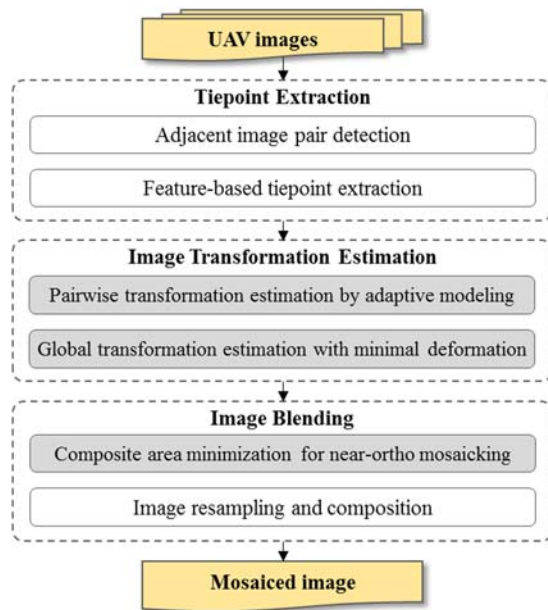 UAV images
Tiepoint Extraction
Adjacent image pair detection
Feature-based tiepoint extraction
Image Transformation Estimation
Pairwise transformation estimation by adaptive modeling
Global transformation estimation with minimal deformation
Image Blending
Composite area minimization for near-ortho mosaicking
Image resampling and composition
Mosaiced image